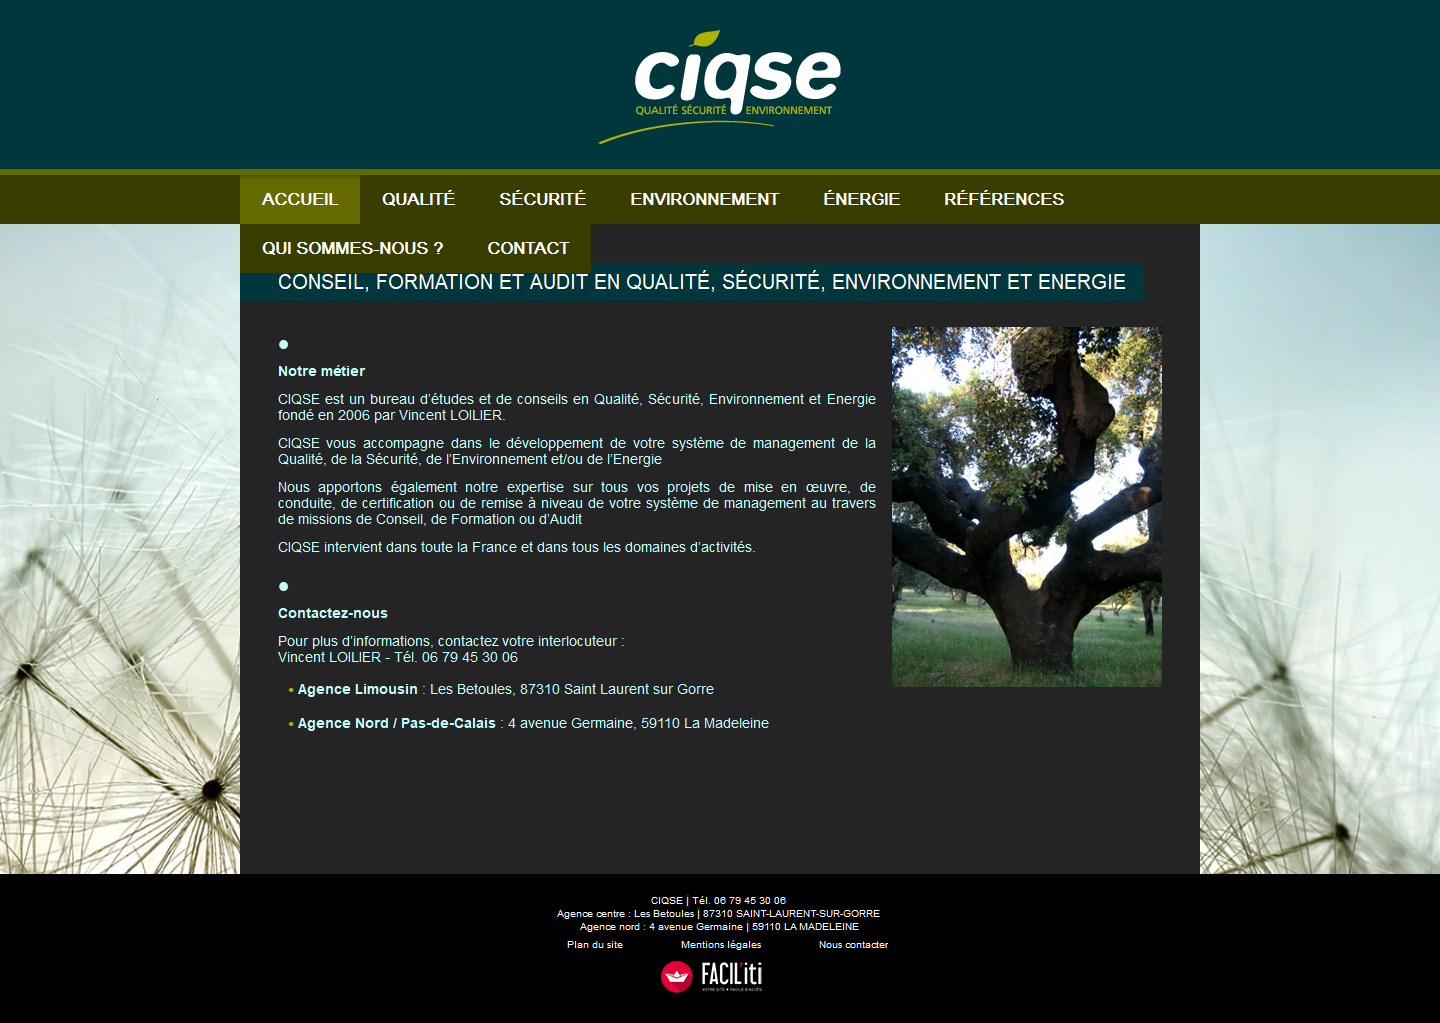 ciqse
QUALITÉ SÉCURITÉ ENVIRONNEMENT
ACCUEIL QUALITÉ SÉCURITÉ ENVIRONNEMENT ÉNERGIE RÉFÉRENCES
QUI SOMMES-NOUS ? CONTACT
CONSEIL, FORMATION ET AUDIT EN QUALITÉ, SÉCURITÉ, ENVIRONNEMENT ET ENERGIE
Notre métier
CIQSE est un bureau d’études et de conseils en Qualité, Sécurité, Environnement et Energie
fondé en 2006 par Vincent LOILIER.
CIQSE vous accompagne dans le développement de votre système de management de la
Qualité, de la Sécurité, de l’Environnement et/ou de l’Energie
Nous apportons également notre expertise sur tous vos projets de mise en œuvre, de
conduite, de certification ou de remise à niveau de votre système de management au travers
de missions de Conseil, de Formation ou d’Audit
CIQSE intervient dans toute la France et dans tous les domaines d’activités.
Contactez-nous
Pour plus d’informations, contactez votre interlocuteur :
Vincent LOILIER - Tél. 06 79 45 30 06
• Agence Limousin : Les Betoules, 87310 Saint Laurent sur Gorre
• Agence Nord / Pas-de-Calais : 4 avenue Germaine, 59110 La Madeleine
CIQSE | Tél. 06 79 45 30 06
Agence centre : Les Betoules | 87310 SAINT-LAURENT-SUR-GORRE
Agence nord : 4 avenue Germaine | 59110 LA MADELEINE
Plan du site Mentions légales Nous contacter
FACIL'iti
VOTRE SITE • FACILE D'ACCÈS